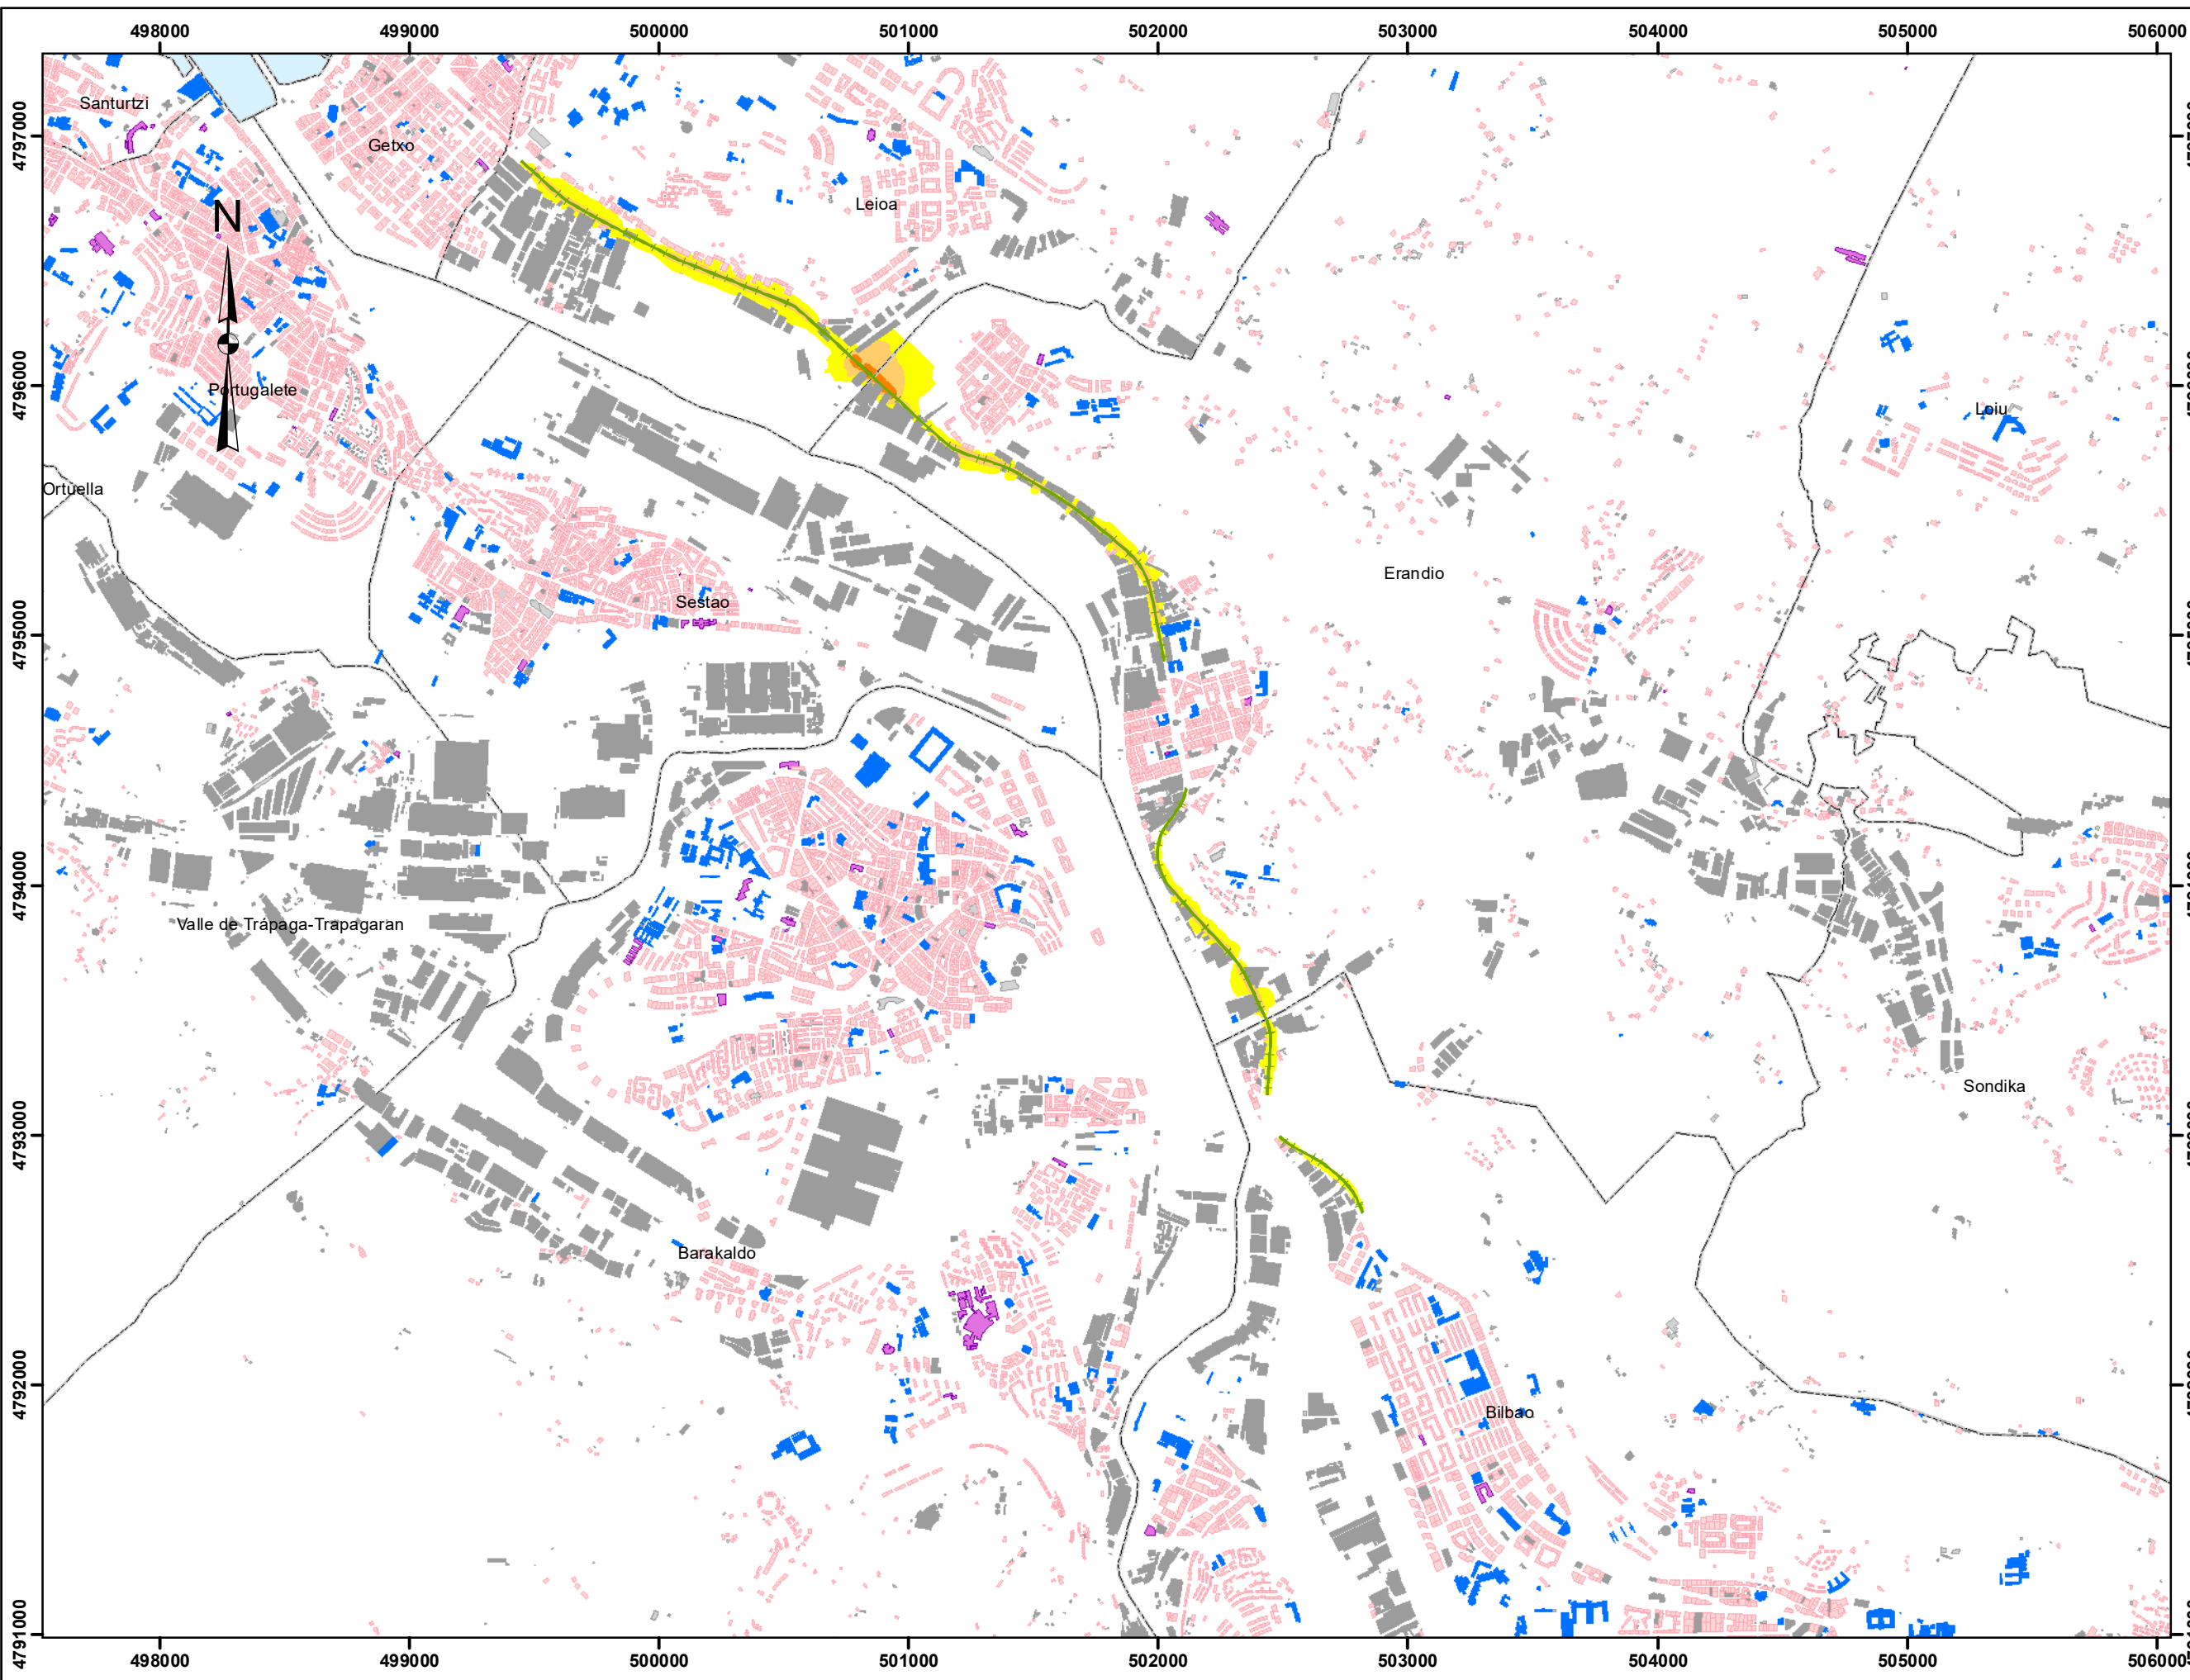 498000 499000 500000 501000 502000 503000 504000 505000 506000
4797000
4796000
4795000
4794000
4793000
4792000
4791000
Santurtzi
Getxo
Leioa
N
Portugalete
Loiu
Ortuella
Erandio
Sestao
Valle de Trápaga-Trapagaran
Sondika
Barakaldo
Bilbao
498000 499000 500000 501000 502000 503000 504000 505000 506000